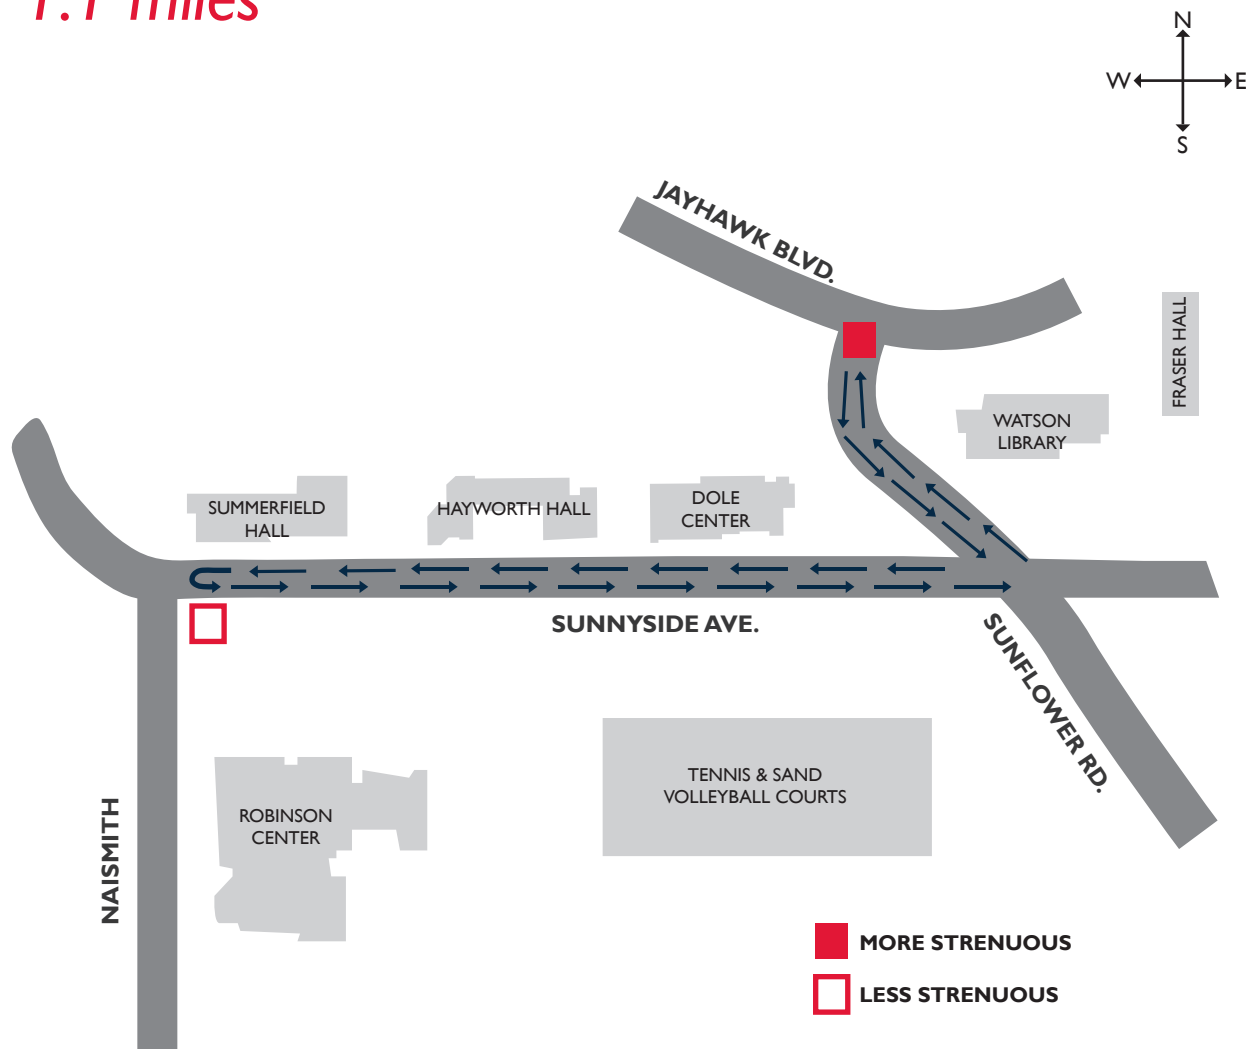 1.1 miles
N
W E
S
JAYHAWK BLVD.
FRASER HALL
WATSON
LIBRARY
SUMMERFIELD
HALL
HAYWORTH HALL
DOLE
CENTER
SUNNYSIDE AVE.
SUNFLOWER RD.
TENNIS & SAND
VOLLEYBALL COURTS
ROBINSON
CENTER
NAISMITH
MORE STRENUOUS
LESS STRENUOUS